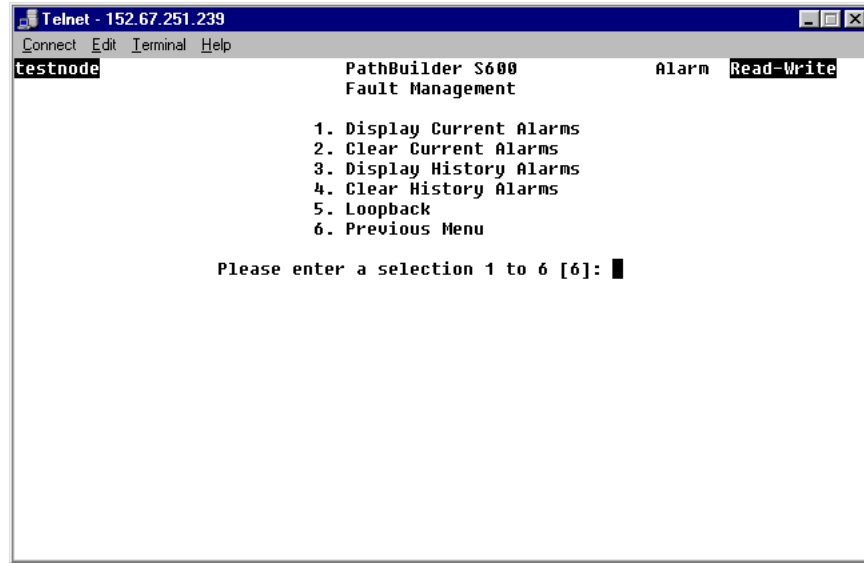 Telnet - 152.67.251.239
Connect Edit Terminal Help
testnode PathBuilder S600 Alarm Read-Write
Fault Management
1. Display Current Alarms
2. Clear Current Alarms
3. Display History Alarms
4. Clear History Alarms
5. Loopback
6. Previous Menu
Please enter a selection 1 to 6 [6]: